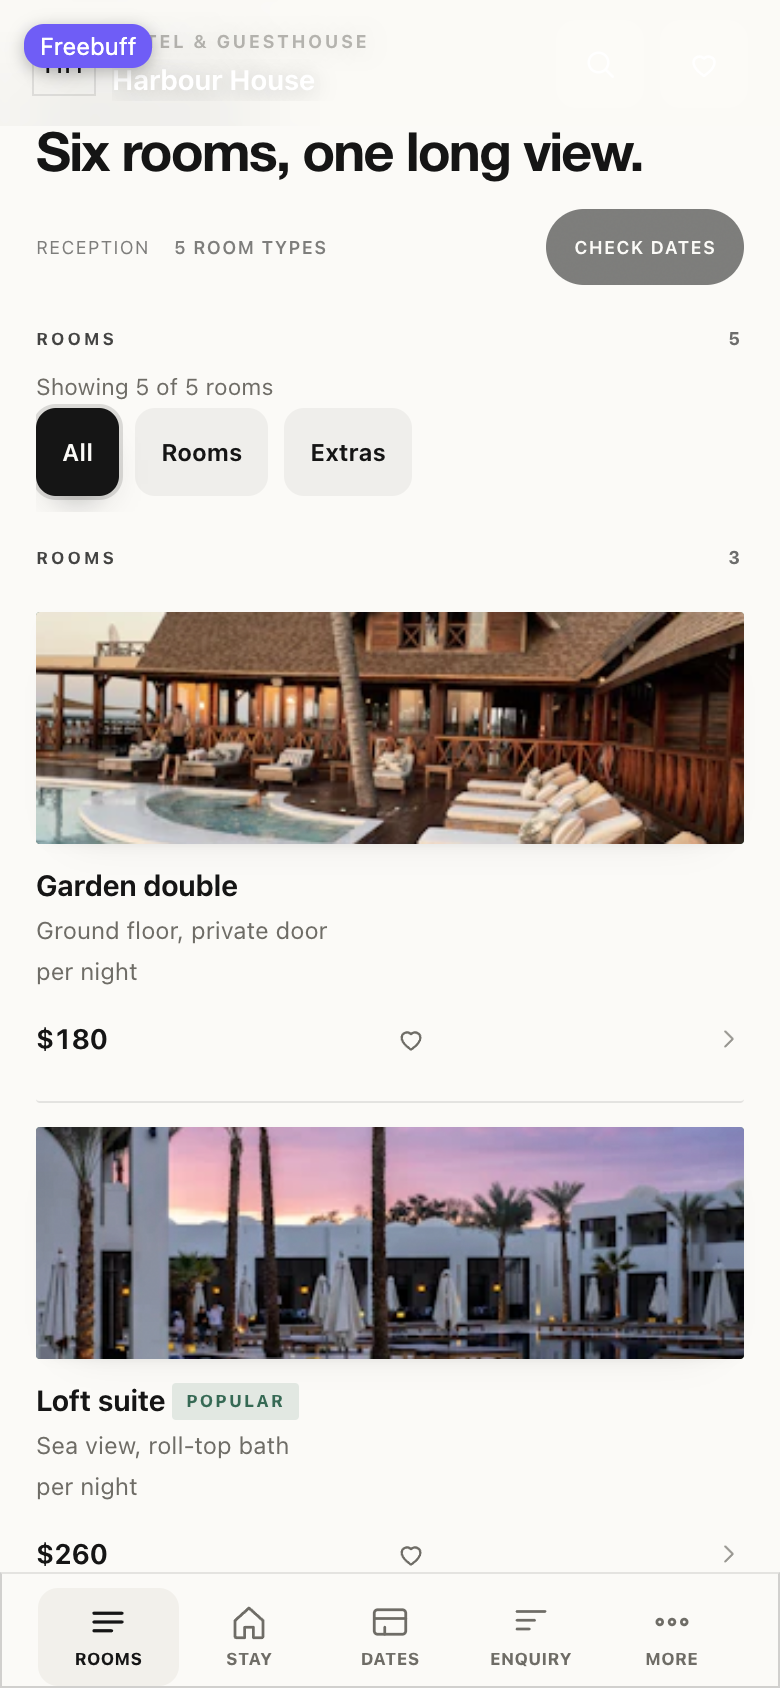 Freebuff
TEL & GUESTHOUSE
Harbour House
Six rooms, one long view.
RECEPTION 5 ROOM TYPES
CHECK DATES
ROOMS 5
Showing 5 of 5 rooms
All Rooms Extras
ROOMS 3
Garden double
Ground floor, private door
per night
$180
Loft suite POPULAR
Sea view, roll-top bath
per night
$260
ROOMS STAY DATES ENQUIRY MORE